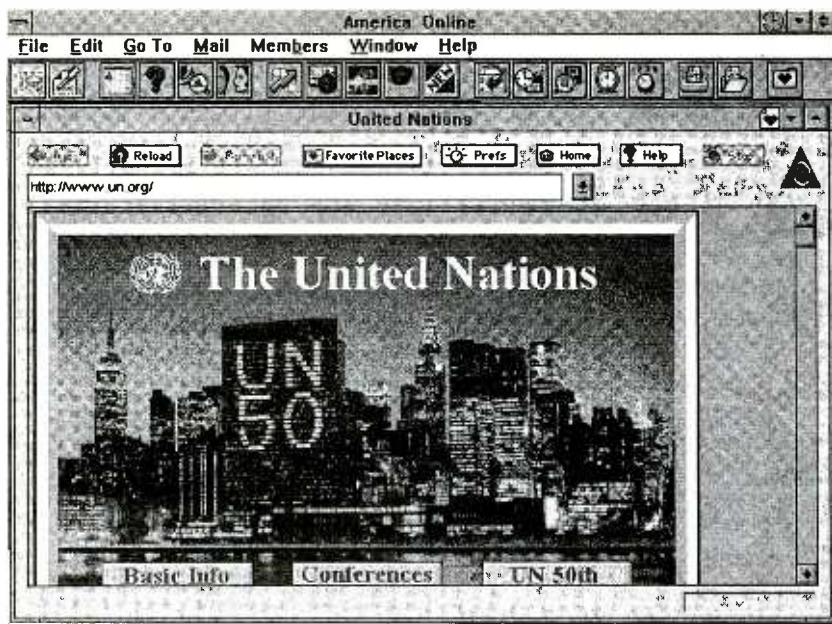 America Online
File Edit Go To Mail Members Window Help
United Nations
Reload Favorite Places Prefs Home Help
http://www.un.org/
The United Nations
UN
50
Basic Info Conferences UN 50th